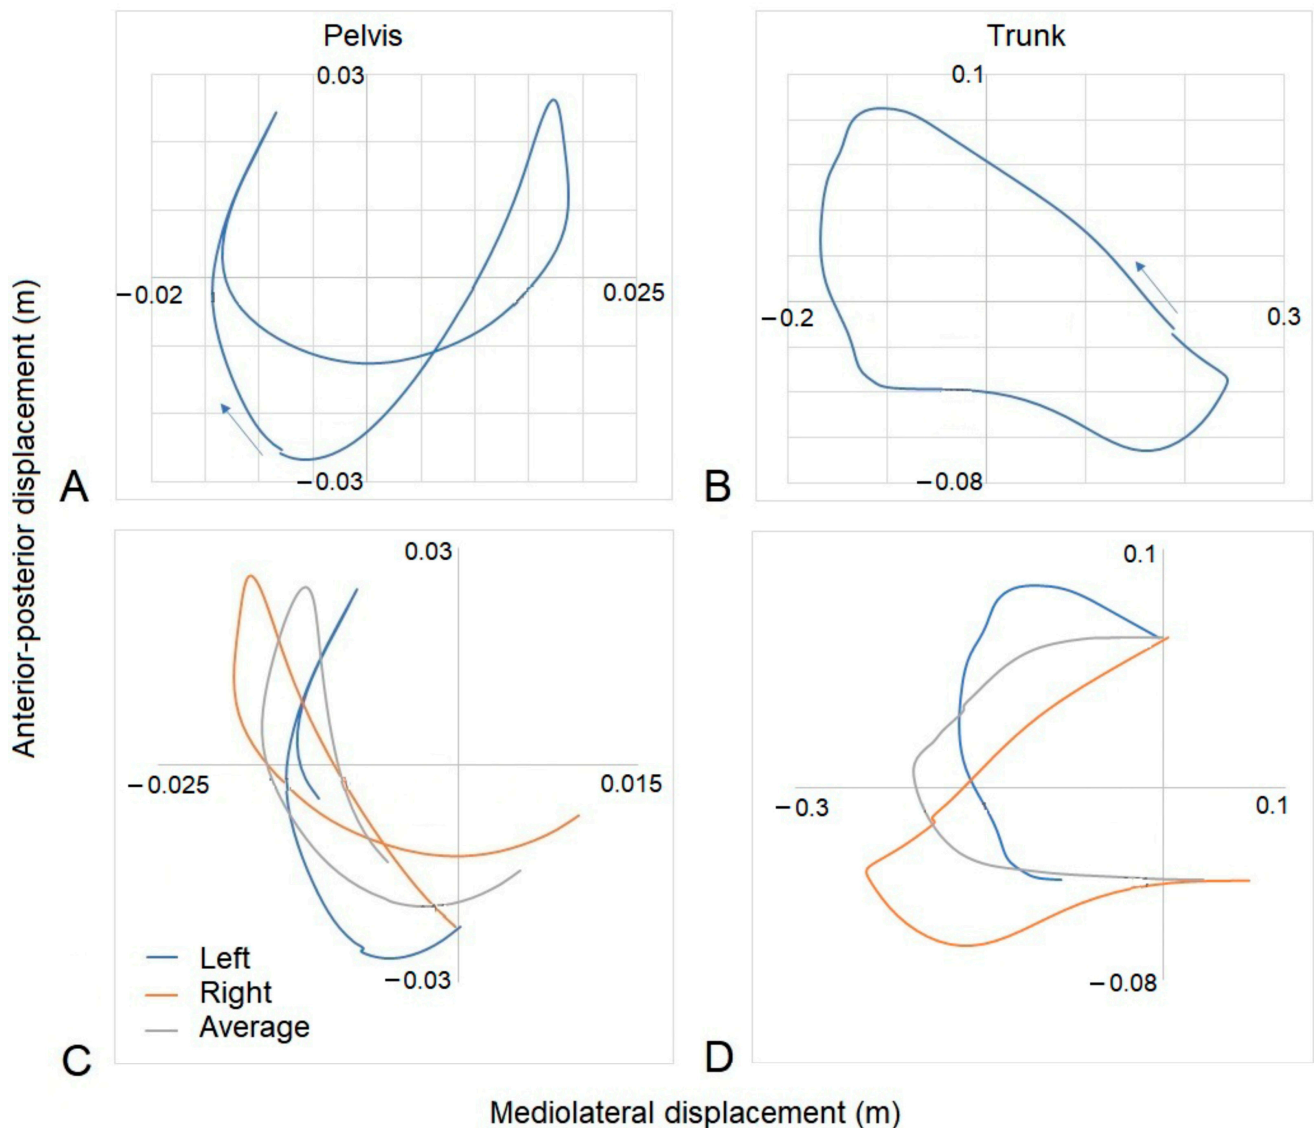 Pelvis
0.03
−0.02
0.025
−0.03
A
Trunk
0.1
−0.2
0.3
−0.08
B
Anterior-posterior displacement (m)
0.03
−0.025
0.015
−0.03
Left
Right
Average
C
0.1
−0.3
0.1
−0.08
D
Mediolateral displacement (m)